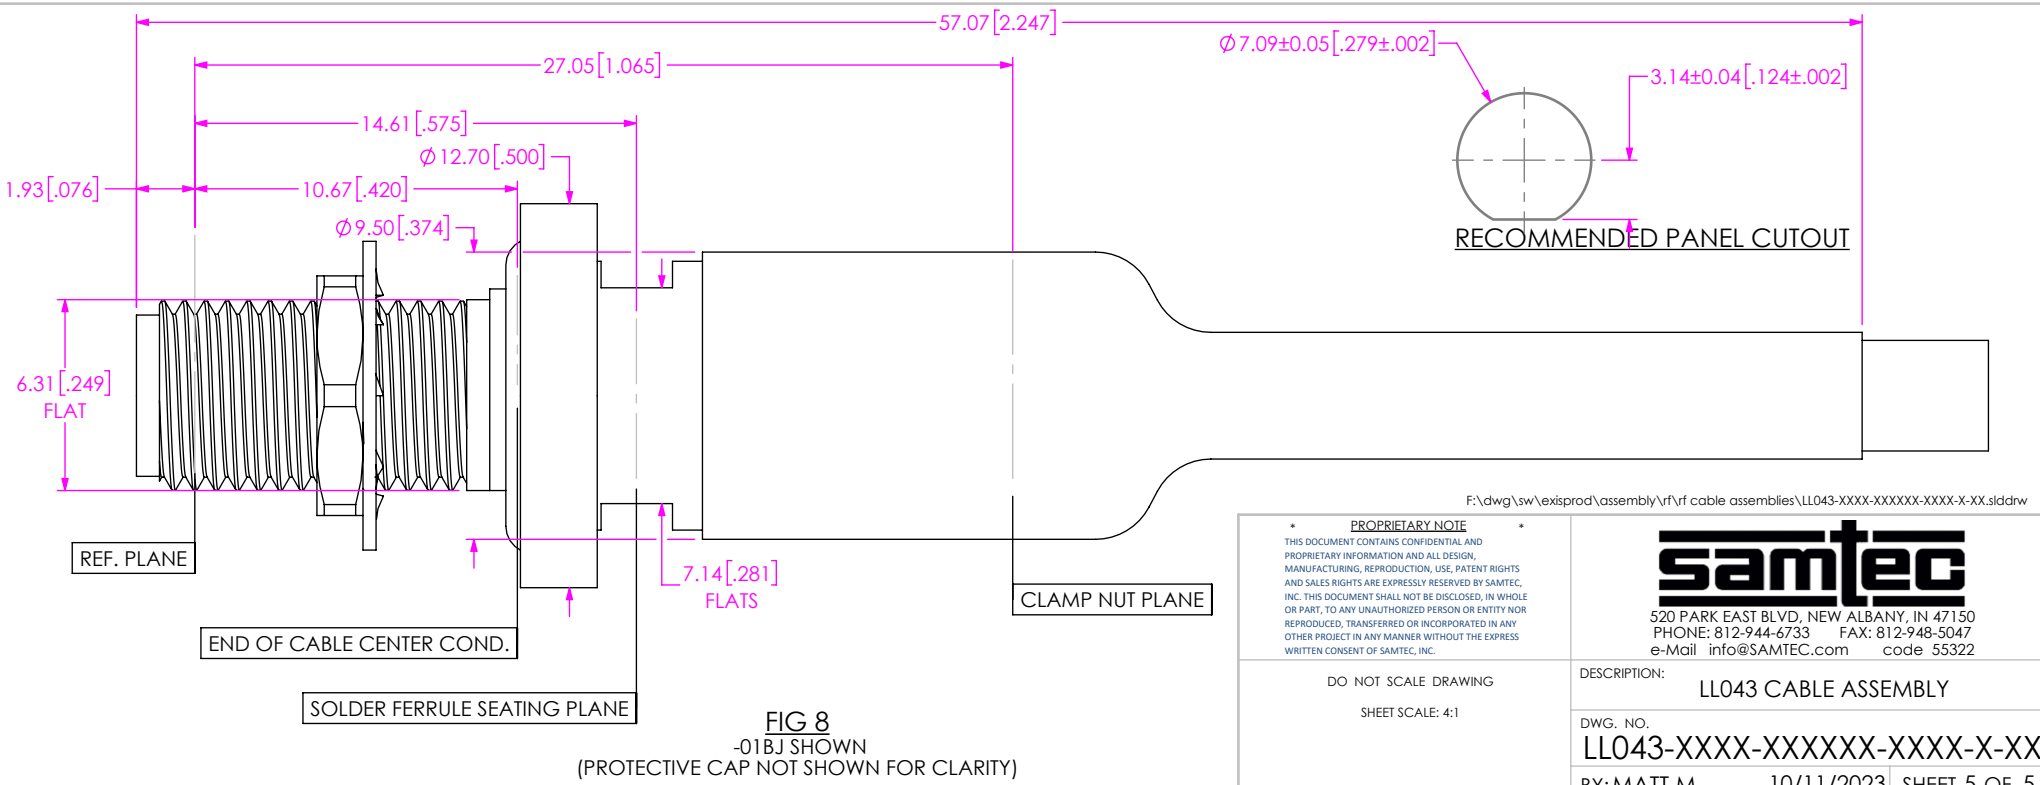 57.07[2.247]
Ø7.09±0.05[.279±.002]
27.05[1.065]
3.14±0.04[.124±.002]
14.61[.575]
Ø12.70[.500]
1.93[.076]
10.67[.420]
Ø9.50[.374]
RECOMMENDED PANEL CUTOUT
6.31[.249]
FLAT
REF. PLANE
7.14[.281]
FLATS
CLAMP NUT PLANE
END OF CABLE CENTER COND.
SOLDER FERRULE SEATING PLANE
FIG 8
-01BJ SHOWN
(PROTECTIVE CAP NOT SHOWN FOR CLARITY)
F:\dwg\sw\exisprod\assembly\rf\rf cable assemblies\LL043-XXXX-XXXXXX-XXXX-X-XX.slddrw
* PROPRIETARY NOTE *
THIS DOCUMENT CONTAINS CONFIDENTIAL AND
PROPRIETARY INFORMATION AND ALL DESIGN,
MANUFACTURING, REPRODUCTION, USE, PATENT RIGHTS
AND SALES RIGHTS ARE EXPRESSLY RESERVED BY SAMTEC,
INC. THIS DOCUMENT SHALL NOT BE DISCLOSED, IN WHOLE
OR PART, TO ANY UNAUTHORIZED PERSON OR ENTITY NOR
REPRODUCED, TRANSFERRED OR INCORPORATED IN ANY
OTHER PROJECT IN ANY MANNER WITHOUT THE EXPRESS
WRITTEN CONSENT OF SAMTEC, INC.
samtec
520 PARK EAST BLVD, NEW ALBANY, IN 47150
PHONE: 812-944-6733 FAX: 812-948-5047
e-Mail info@SAMTEC.com code 55322
DO NOT SCALE DRAWING
SHEET SCALE: 4:1
DESCRIPTION:
LL043 CABLE ASSEMBLY
DWG. NO.
LL043-XXXX-XXXXXX-XXXX-X-XX
BY: MATT M 10/11/2023 SHEET 5 OF 5